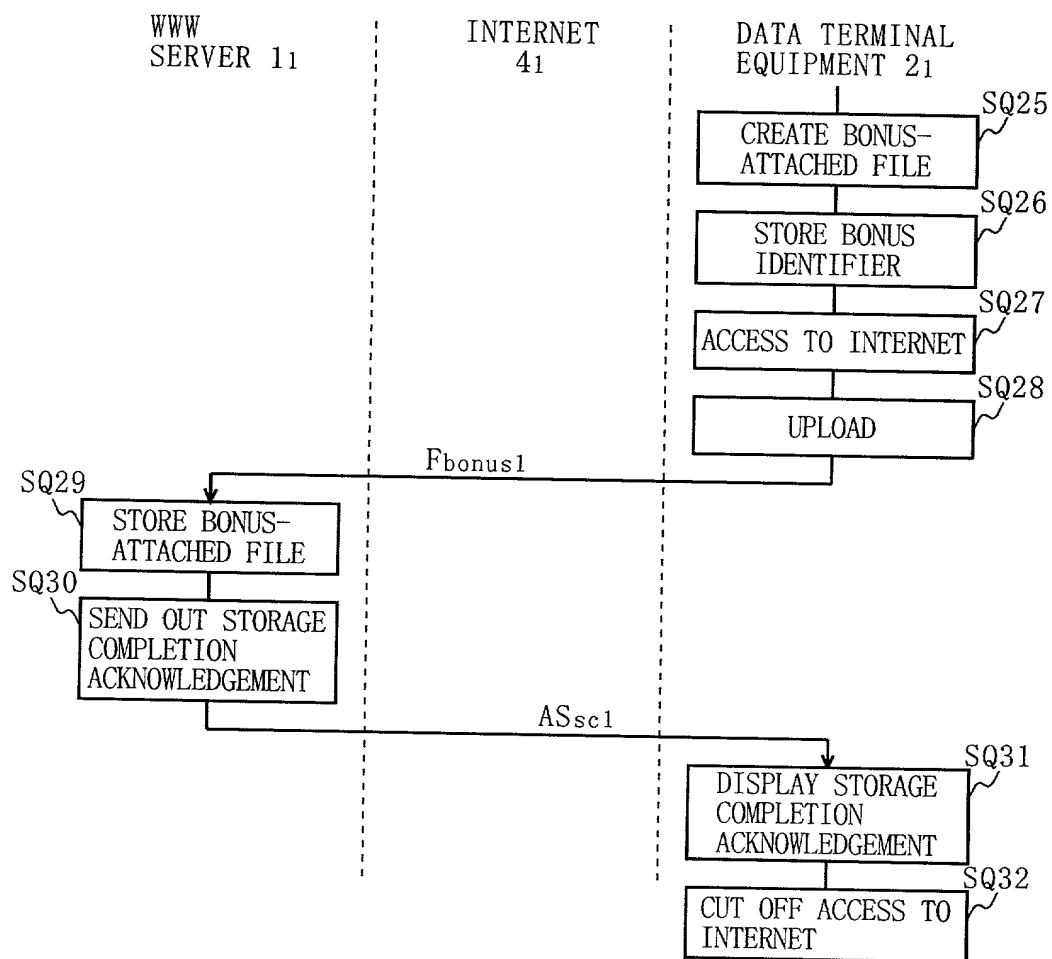 WWW
SERVER 11
INTERNET
41
DATA TERMINAL
EQUIPMENT 21
SQ25
CREATE BONUS-
ATTACHED FILE
SQ26
STORE BONUS
IDENTIFIER
SQ27
ACCESS TO INTERNET
SQ28
UPLOAD
Fbonus1
SQ29
STORE BONUS-
ATTACHED FILE
SQ30
SEND OUT STORAGE
COMPLETION
ACKNOWLEDGEMENT
ASsc1
SQ31
DISPLAY STORAGE
COMPLETION
ACKNOWLEDGEMENT
SQ32
CUT OFF ACCESS TO
INTERNET